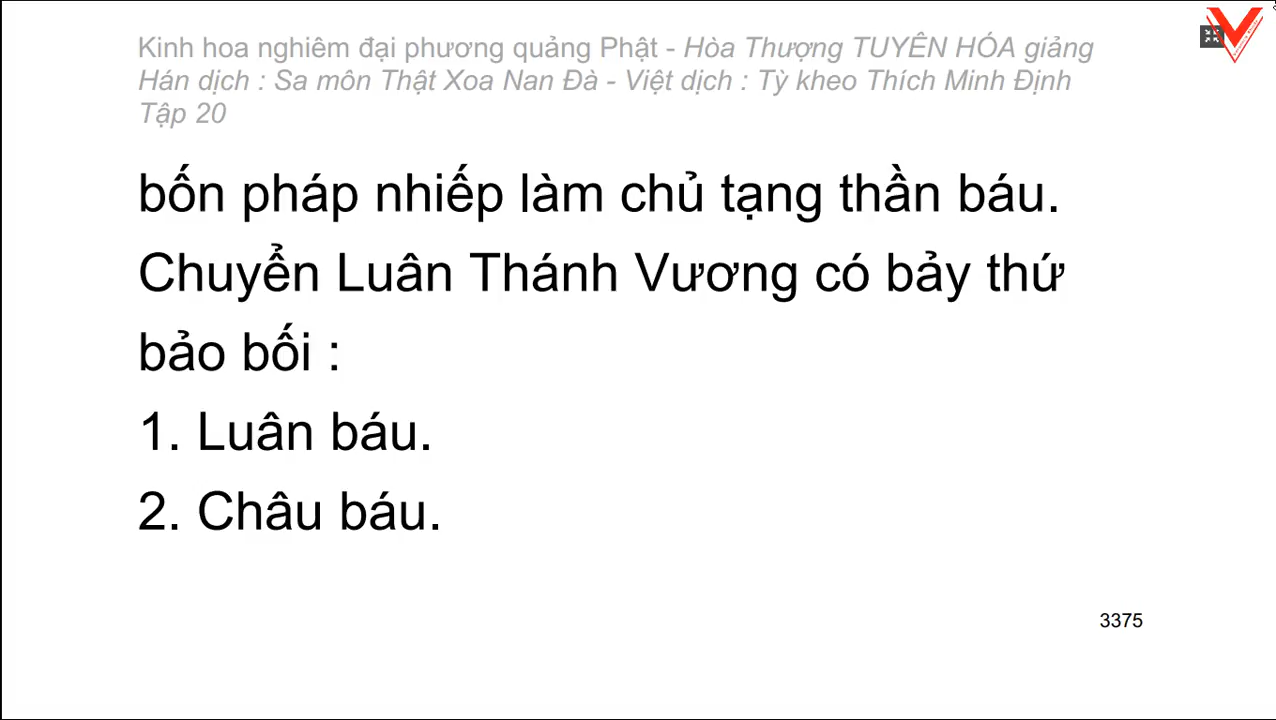 Kinh hoa nghiêm đại phương quảng Phật - Hòa Thượng TUYÊN HÓA giảng
Hán dịch : Sa môn Thật Xoa Nan Đà - Việt dịch : Tỳ kheo Thích Minh Định
Tập 20
bốn pháp nhiếp làm chủ tạng thần báu.
Chuyển Luân Thánh Vương có bảy thứ
bảo bối :
1. Luân báu.
2. Châu báu.
3375